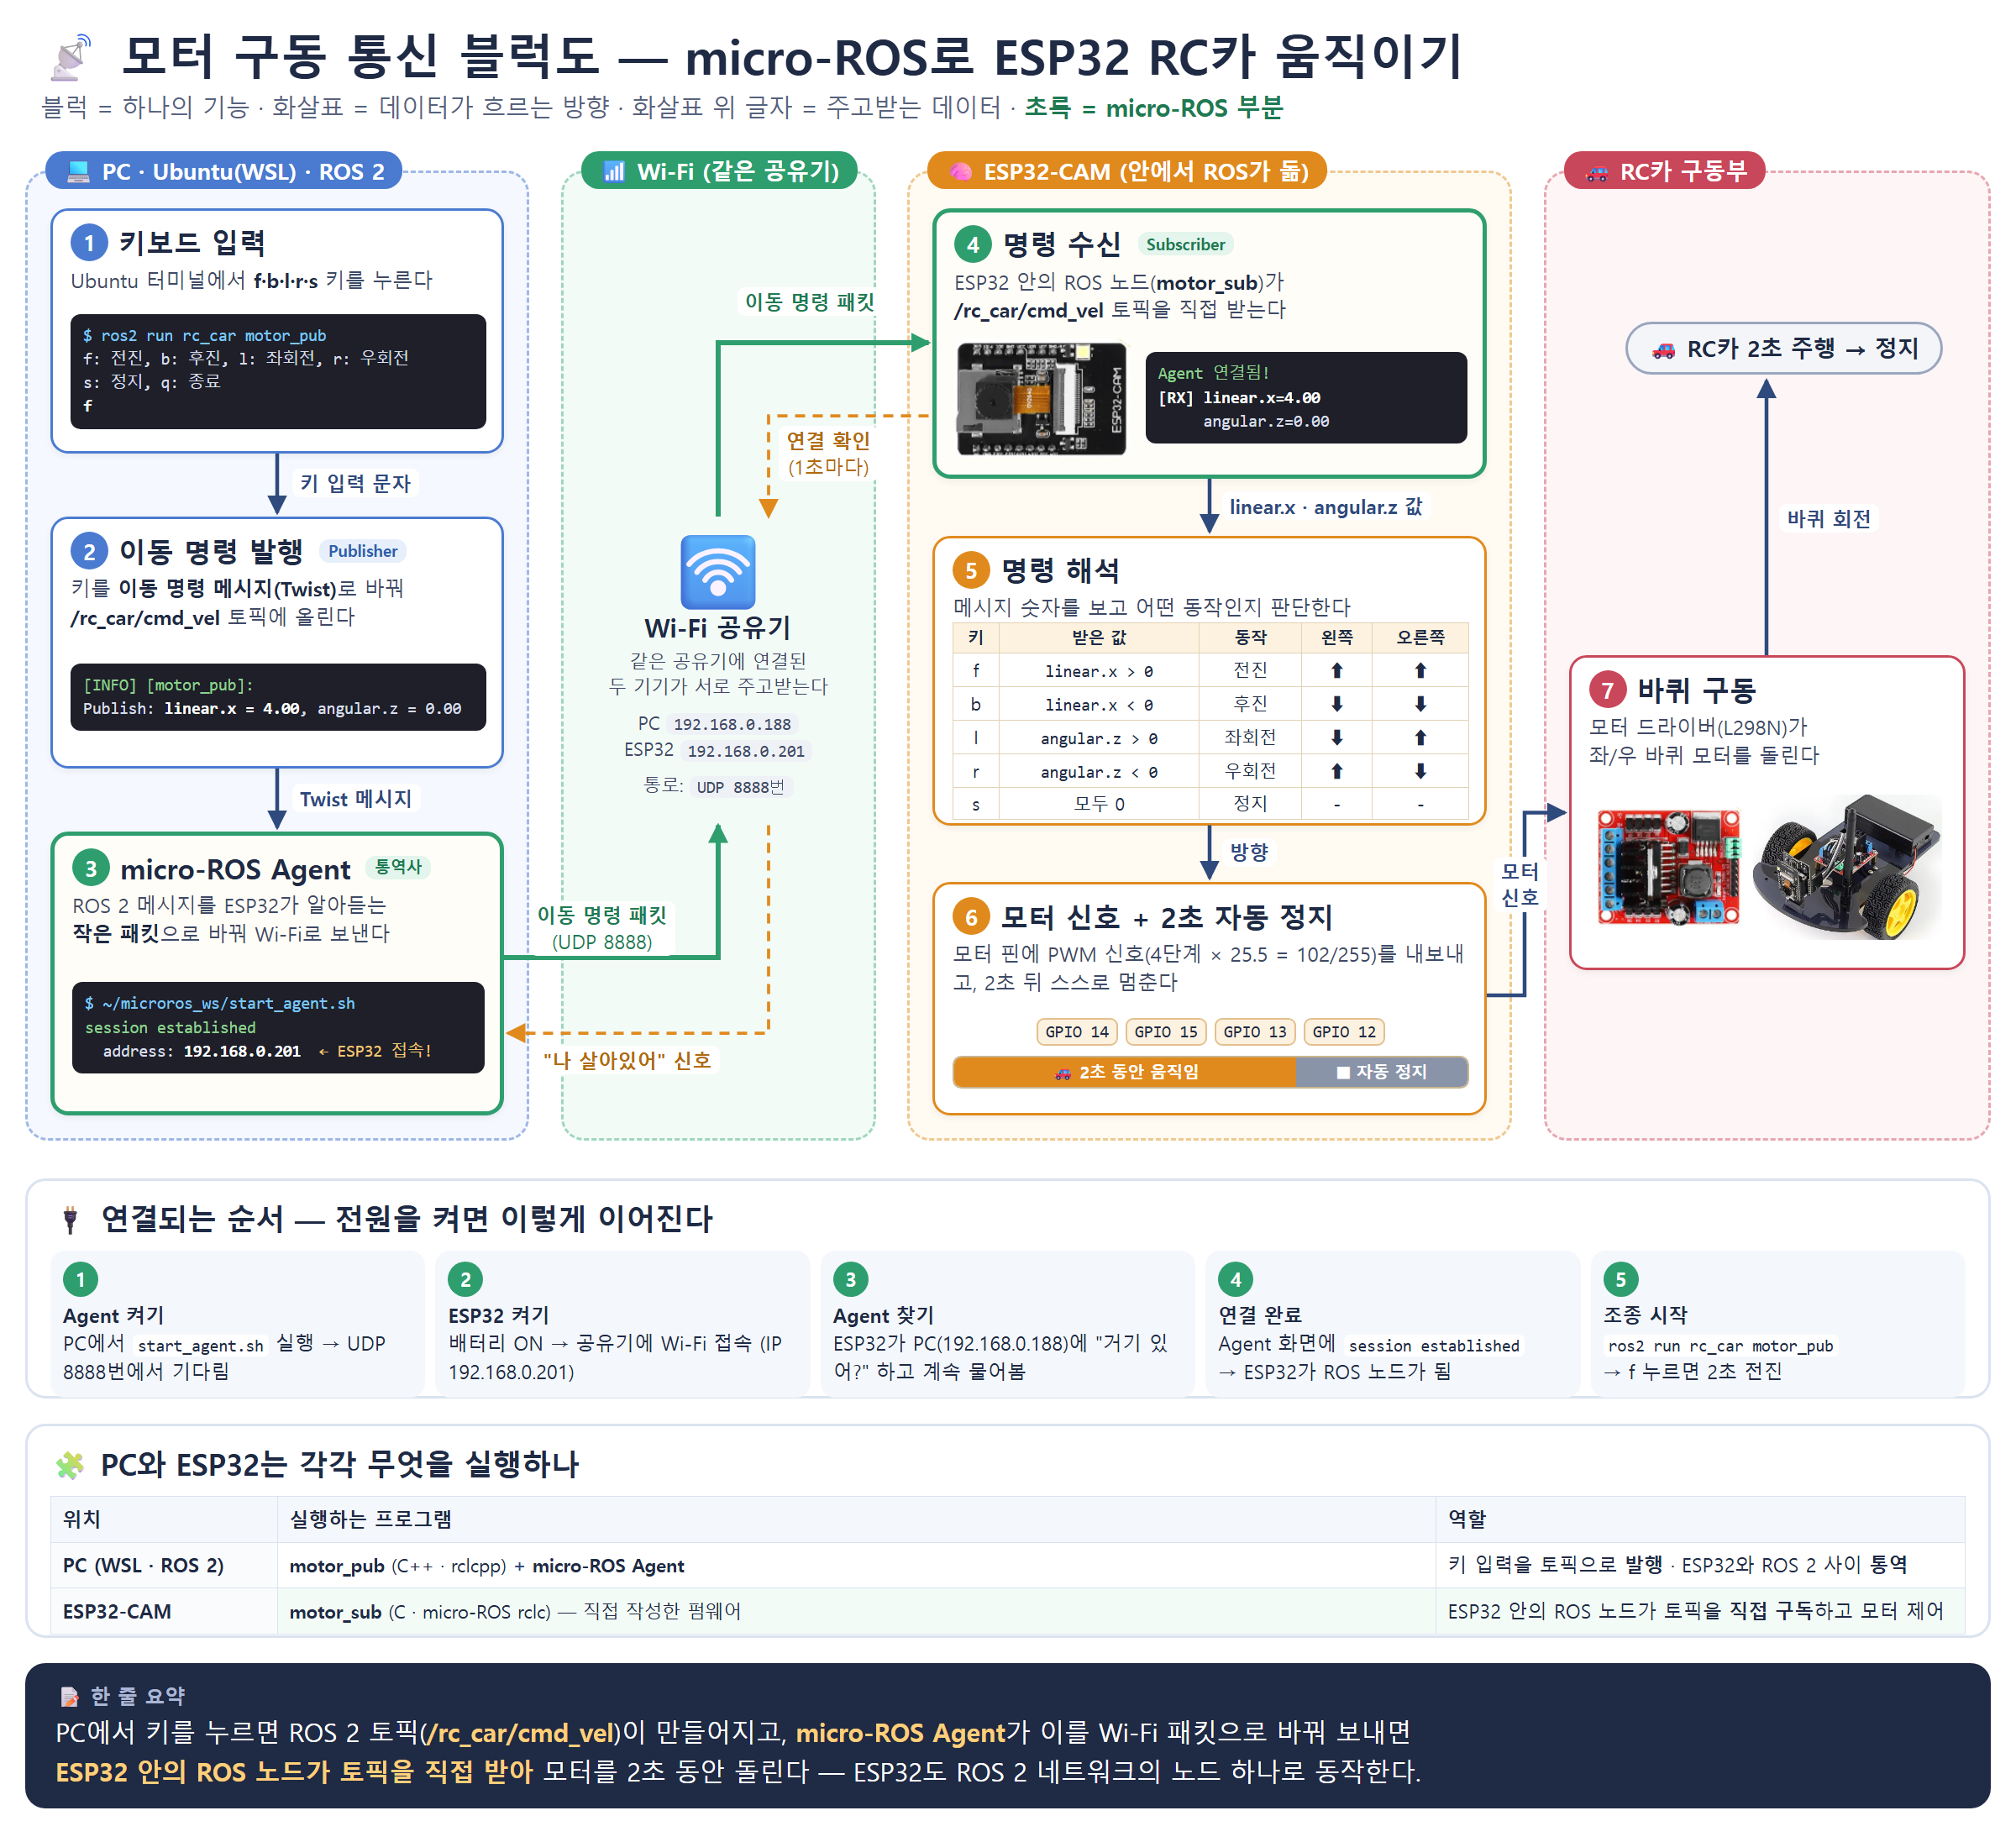 모터 구동 통신 블럭도 — micro-ROS로 ESP32 RC카 움직이기
블럭 = 하나의 기능 · 화살표 = 데이터가 흐르는 방향 · 화살표 위 글자 = 주고받는 데이터 · 초록 = micro-ROS 부분
PC · Ubuntu(WSL) · ROS 2
1 키보드 입력
Ubuntu 터미널에서 f·b·l·r·s 키를 누른다
$ ros2 run rc_car motor_pub
f: 전진, b: 후진, l: 좌회전, r: 우회전
s: 정지, q: 종료
f
키 입력 문자
2 이동 명령 발행 Publisher
키를 이동 명령 메시지(Twist)로 바꿔
/rc_car/cmd_vel 토픽에 올린다
[INFO] [motor_pub]:
Publish: linear.x = 4.00, angular.z = 0.00
Twist 메시지
3 micro-ROS Agent 통역사
ROS 2 메시지를 ESP32가 알아듣는
작은 패킷으로 바꿔 Wi-Fi로 보낸다
$ ~/microros_ws/start_agent.sh
session established
address: 192.168.0.201 ← ESP32 접속!
Wi-Fi (같은 공유기)
이동 명령 패킷
연결 확인
(1초마다)
Wi-Fi 공유기
같은 공유기에 연결된
두 기기가 서로 주고받는다
PC 192.168.0.188
ESP32 192.168.0.201
통로: UDP 8888번
이동 명령 패킷
(UDP 8888)
"나 살아있어" 신호
ESP32-CAM (안에서 ROS가 돎)
4 명령 수신 Subscriber
ESP32 안의 ROS 노드(motor_sub)가
/rc_car/cmd_vel 토픽을 직접 받는다
ESP32-CAM
Agent 연결됨!
[RX] linear.x=4.00
angular.z=0.00
linear.x · angular.z 값
5 명령 해석
메시지 숫자를 보고 어떤 동작인지 판단한다
키 받은 값 동작 왼쪽 오른쪽
f linear.x > 0 전진 ⬆ ⬆
b linear.x < 0 후진 ⬇ ⬇
l angular.z > 0 좌회전 ⬇ ⬆
r angular.z < 0 우회전 ⬆ ⬇
s 모두 0 정지 - -
방향
6 모터 신호 + 2초 자동 정지
모터 핀에 PWM 신호(4단계 × 25.5 = 102/255)를 내보내
고, 2초 뒤 스스로 멈춘다
GPIO 14 GPIO 15 GPIO 13 GPIO 12
2초 동안 움직임 ■ 자동 정지
모터
신호
RC카 구동부
RC카 2초 주행 → 정지
바퀴 회전
7 바퀴 구동
모터 드라이버(L298N)가
좌/우 바퀴 모터를 돌린다
연결되는 순서 — 전원을 켜면 이렇게 이어진다
1
Agent 켜기
PC에서 start_agent.sh 실행 → UDP
8888번에서 기다림
2
ESP32 켜기
배터리 ON → 공유기에 Wi-Fi 접속 (IP
192.168.0.201)
3
Agent 찾기
ESP32가 PC(192.168.0.188)에 "거기 있
어?" 하고 계속 물어봄
4
연결 완료
Agent 화면에 session established
→ ESP32가 ROS 노드가 됨
5
조종 시작
ros2 run rc_car motor_pub
→ f 누르면 2초 전진
PC와 ESP32는 각각 무엇을 실행하나
위치 실행하는 프로그램 역할
PC (WSL · ROS 2) motor_pub (C++ · rclcpp) + micro-ROS Agent 키 입력을 토픽으로 발행 · ESP32와 ROS 2 사이 통역
ESP32-CAM motor_sub (C · micro-ROS rclc) — 직접 작성한 펌웨어 ESP32 안의 ROS 노드가 토픽을 직접 구독하고 모터 제어
한 줄 요약
PC에서 키를 누르면 ROS 2 토픽(/rc_car/cmd_vel)이 만들어지고, micro-ROS Agent가 이를 Wi-Fi 패킷으로 바꿔 보내면
ESP32 안의 ROS 노드가 토픽을 직접 받아 모터를 2초 동안 돌린다 — ESP32도 ROS 2 네트워크의 노드 하나로 동작한다.